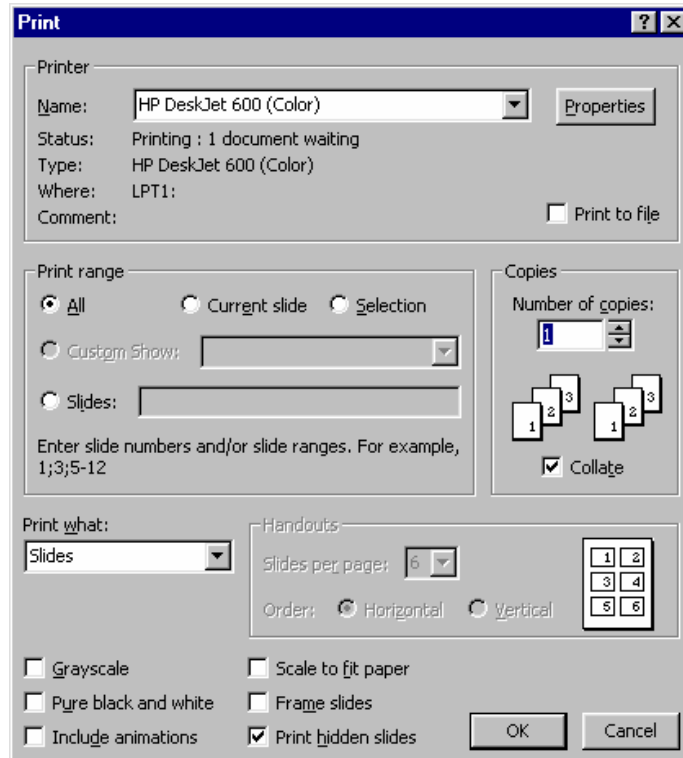 Print
Printer
Name: HP DeskJet 600 (Color) Properties
Status: Printing : 1 document waiting
Type: HP DeskJet 600 (Color)
Where: LPT1:
Comment: Print to file
Print range
All Current slide Selection
Custom Show:
Slides:
Enter slide numbers and/or slide ranges. For example,
1;3;5-12
Copies
Number of copies:
1
1 2 3 1 2 3
Collate
Print what:
Slides
Handouts
Slides per page: 6
Order: Horizontal Vertical
1 2
3 4
5 6
Grayscale Scale to fit paper
Pure black and white Frame slides
Include animations Print hidden slides OK Cancel